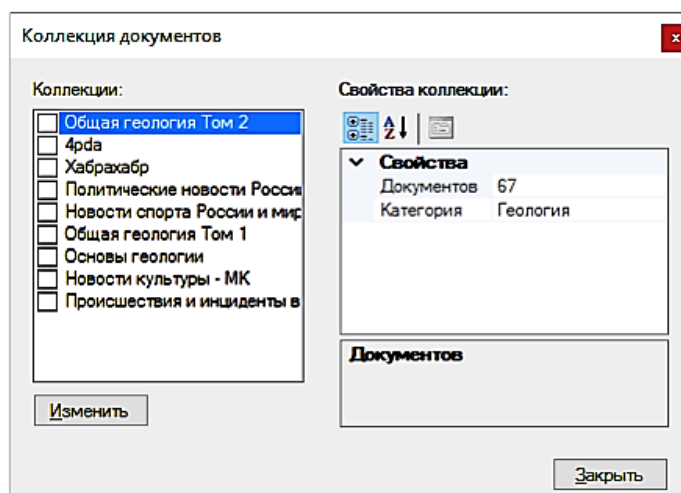 Коллекция документов
x
Коллекции:
Общая геология Том 2
4pda
Хабрахабр
Политические новости Росси
Новости спорта России и мир
Общая геология Том 1
Основы геологии
Новости культуры - МК
Происшествия и инциденты в
Изменить
Свойства коллекции:
Свойства
Документов 67
Категория Геология
Документов
Закрыть